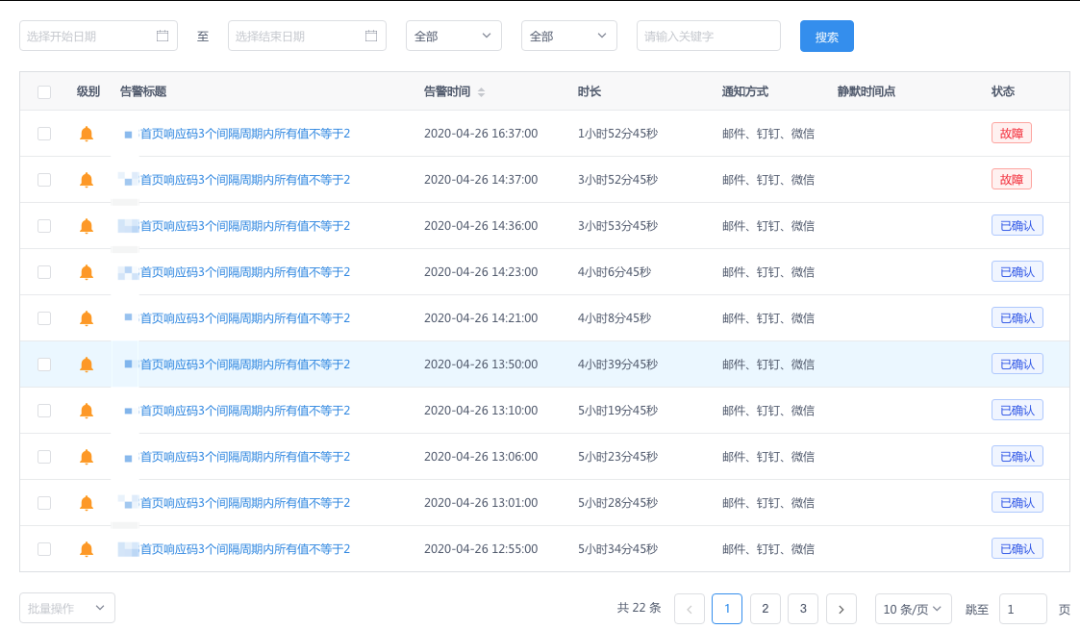 选择开始日期 至 选择结束日期 全部 全部 请输入关键字 搜索
级别 告警标题 告警时间 时长 通知方式 静默时间点 状态
首页响应码3个间隔周期内所有值不等于2 2020-04-26 16:37:00 1小时52分45秒 邮件、钉钉、微信 故障
首页响应码3个间隔周期内所有值不等于2 2020-04-26 14:37:00 3小时52分45秒 邮件、钉钉、微信 故障
首页响应码3个间隔周期内所有值不等于2 2020-04-26 14:36:00 3小时53分45秒 邮件、钉钉、微信 已确认
首页响应码3个间隔周期内所有值不等于2 2020-04-26 14:23:00 4小时6分45秒 邮件、钉钉、微信 已确认
首页响应码3个间隔周期内所有值不等于2 2020-04-26 14:21:00 4小时8分45秒 邮件、钉钉、微信 已确认
首页响应码3个间隔周期内所有值不等于2 2020-04-26 13:50:00 4小时39分45秒 邮件、钉钉、微信 已确认
首页响应码3个间隔周期内所有值不等于2 2020-04-26 13:10:00 5小时19分45秒 邮件、钉钉、微信 已确认
首页响应码3个间隔周期内所有值不等于2 2020-04-26 13:06:00 5小时23分45秒 邮件、钉钉、微信 已确认
首页响应码3个间隔周期内所有值不等于2 2020-04-26 13:01:00 5小时28分45秒 邮件、钉钉、微信 已确认
首页响应码3个间隔周期内所有值不等于2 2020-04-26 12:55:00 5小时34分45秒 邮件、钉钉、微信 已确认
批量操作 共 22 条 1 2 3 10 条/页 跳至 1 页